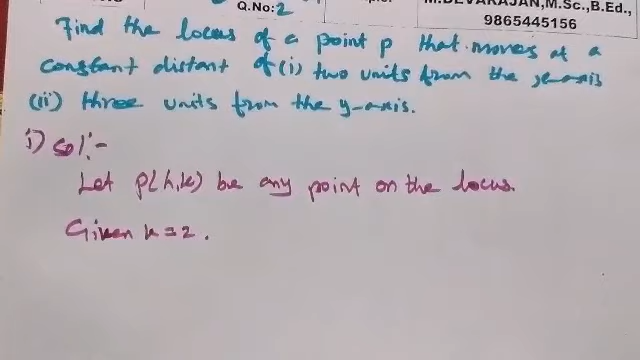 M.DEVARAJAN,M.Sc.,B.Ed.,
Q.No:2
9865445156
Find the locus of a point P that moves at a
constant distant of (i) two units from the x-axis
(ii) three units from the y-axis.
i) Sol:-
Let P(h,k) be any point on the locus.
Given k=2.